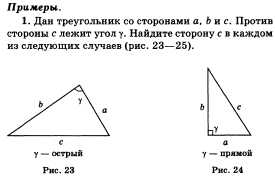 Примеры.
1. Дан треугольник со сторонами a, b и c. Против
стороны c лежит угол γ. Найдите сторону c в каждом
из следующих случаев (рис. 23—25).
b
γ
a
c
γ — острый
Рис. 23
b
c
γ
a
γ — прямой
Рис. 24